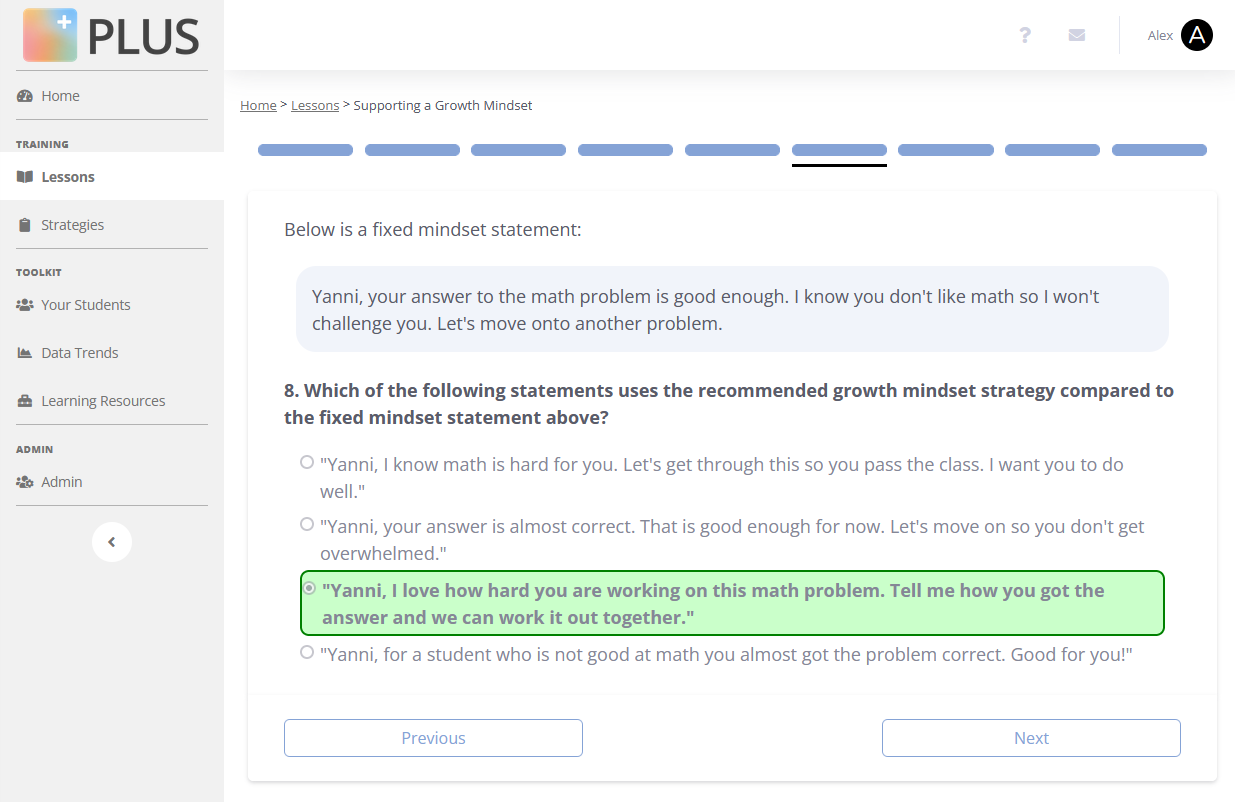 PLUS
Alex A
Home
TRAINING
Lessons
Strategies
TOOLKIT
Your Students
Data Trends
Learning Resources
ADMIN
Admin
Home > Lessons > Supporting a Growth Mindset
Below is a fixed mindset statement:
Yanni, your answer to the math problem is good enough. I know you don't like math so I won't
challenge you. Let's move onto another problem.
8. Which of the following statements uses the recommended growth mindset strategy compared to
the fixed mindset statement above?
"Yanni, I know math is hard for you. Let's get through this so you pass the class. I want you to do
well."
"Yanni, your answer is almost correct. That is good enough for now. Let's move on so you don't get
overwhelmed."
"Yanni, I love how hard you are working on this math problem. Tell me how you got the
answer and we can work it out together."
"Yanni, for a student who is not good at math you almost got the problem correct. Good for you!"
Previous
Next